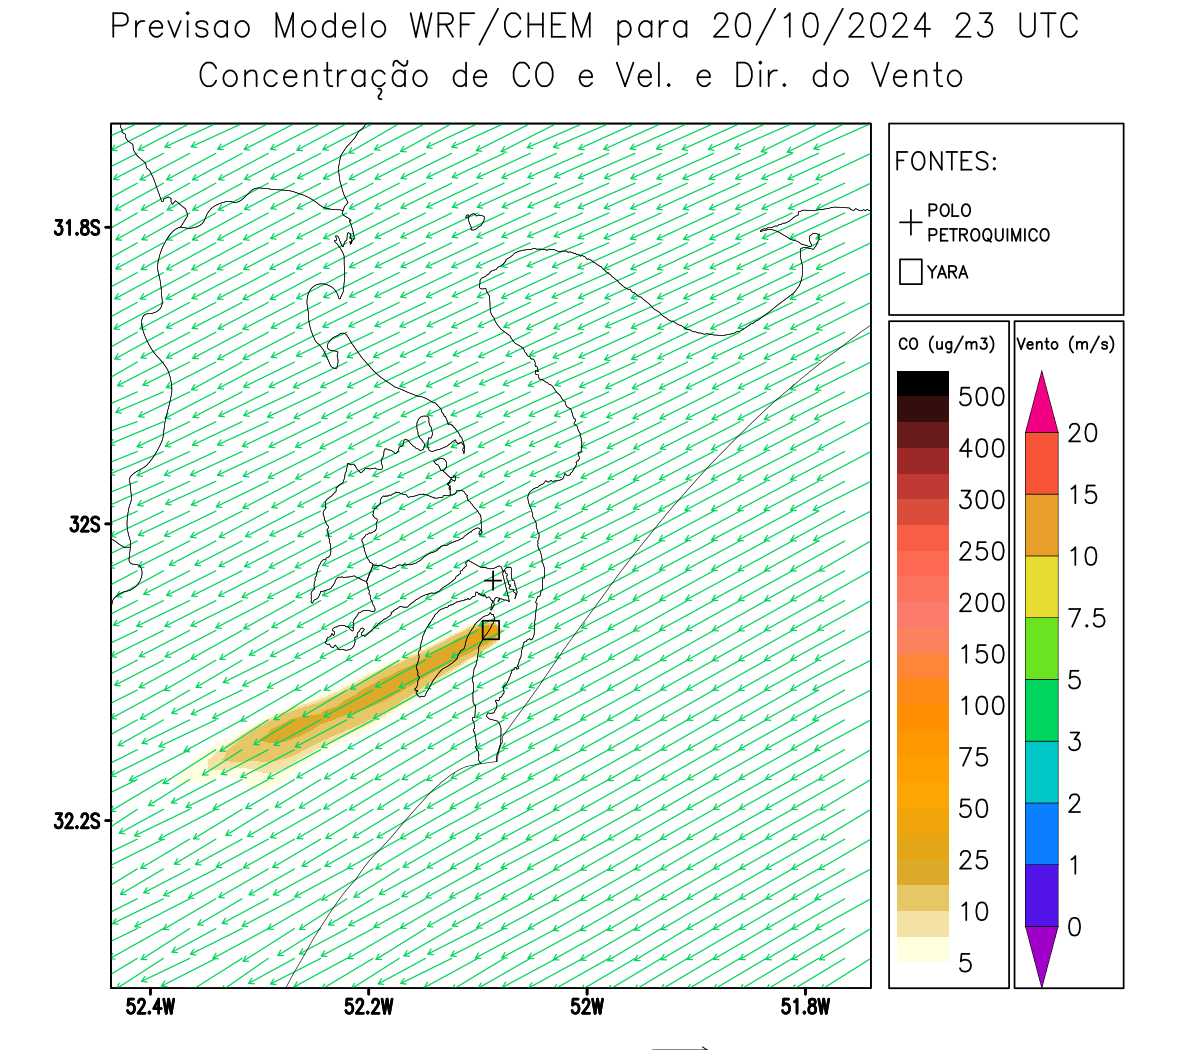 Previsao Modelo WRF/CHEM para 20/10/2024 23 UTC
Concentração de CO e Vel. e Dir. do Vento
FONTES:
POLO
PETROQUIMICO
YARA
CO (ug/m3)
500
400
300
250
200
150
100
75
50
25
10
5
Vento (m/s)
20
15
10
7.5
5
3
2
1
0
31.8S
32S
32.2S
52.4W
52.2W
52W
51.8W